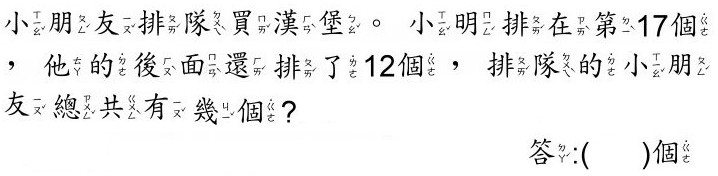 小朋友排隊買漢堡。 小明排在第17個
，他的後面還排了12個， 排隊的小朋
友總共有幾個？
答:(　　)個